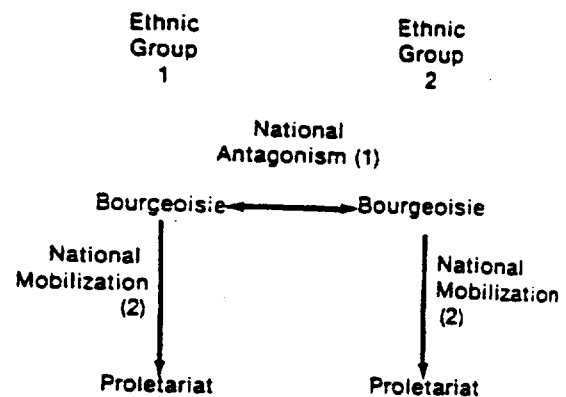 Ethnic
Group
1
Ethnic
Group
2
National
Antagonism (1)
Bourgeoisie
Bourgeoisie
National
Mobilization
(2)
National
Mobilization
(2)
Proletariat
Proletariat